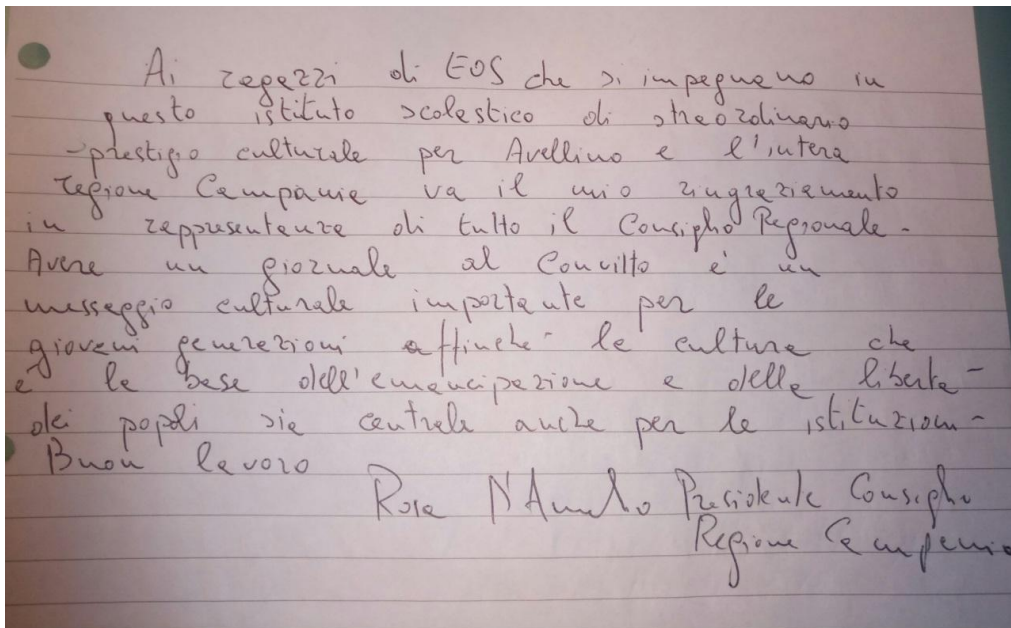 Ai ragazzi di EOS che si impegnano in
questo istituto scolastico di straordinario
prestigio culturale per Avellino e l'intera
regione Campania va il mio ringraziamento
in rappresentanza di tutto il Consiglio Regionale.
Avere un giornale al Convitto è un
messaggio culturale importante per le
giovani generazioni affinché la cultura che
è la base dell'emancipazione e della libertà
dei popoli sia centrale anche per le istituzioni.
Buon lavoro
Rosa D'Amelio Presidente Consiglio
Regione Campania